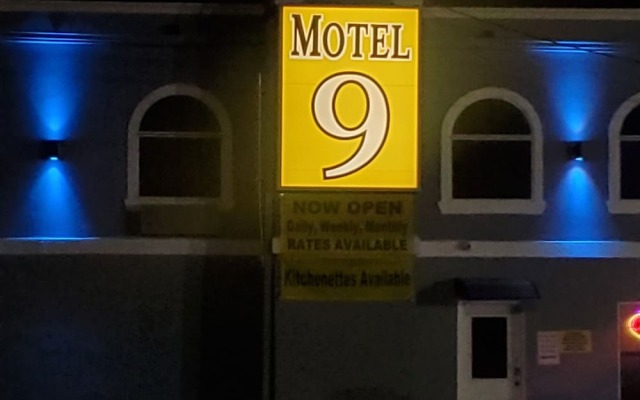 MOTEL
9
NOW OPEN
Daily, Weekly, Monthly
RATES AVAILABLE
Kitchenettes Available